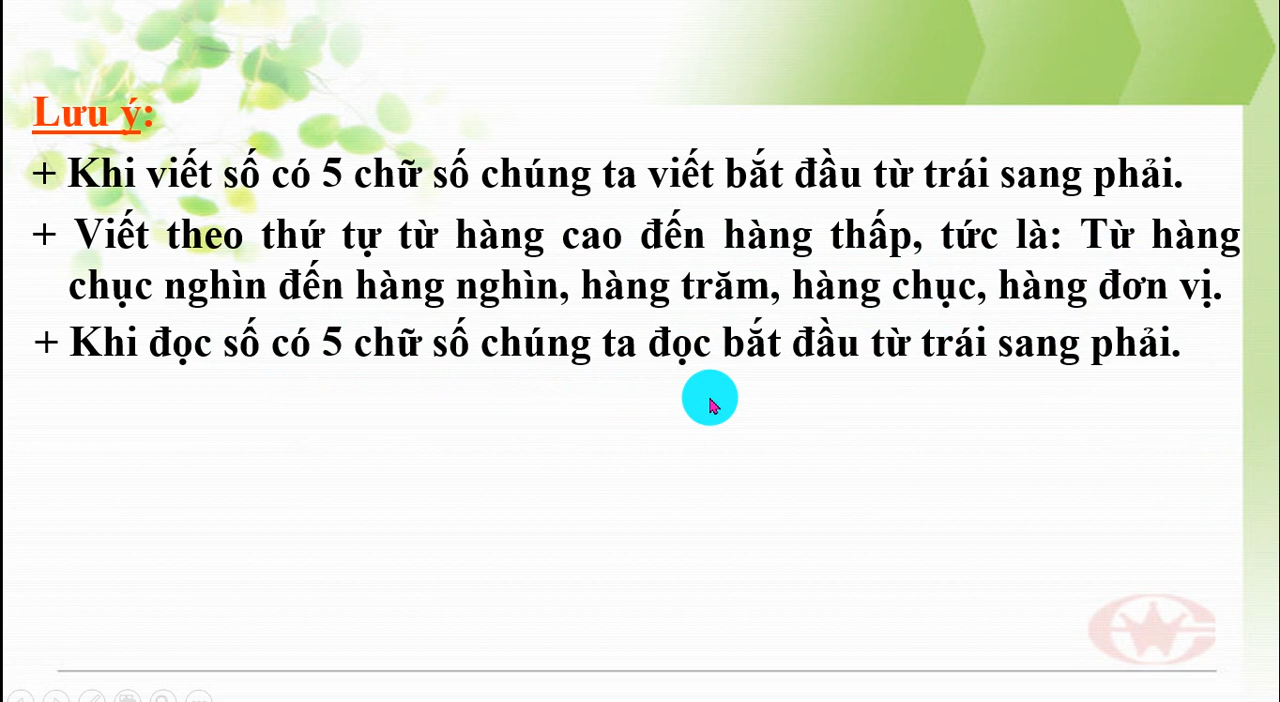 Lưu ý:
+ Khi viết số có 5 chữ số chúng ta viết bắt đầu từ trái sang phải.
+ Viết theo thứ tự từ hàng cao đến hàng thấp, tức là: Từ hàng
chục nghìn đến hàng nghìn, hàng trăm, hàng chục, hàng đơn vị.
+ Khi đọc số có 5 chữ số chúng ta đọc bắt đầu từ trái sang phải.